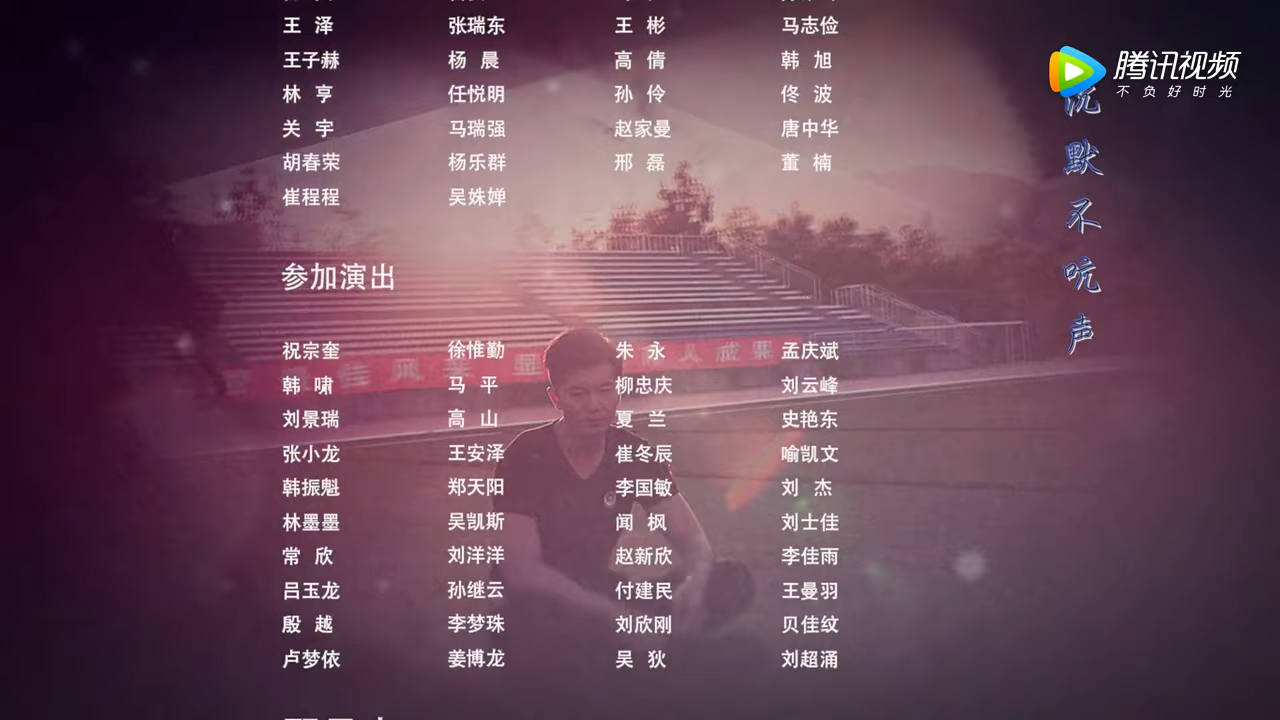 王 泽 张瑞东 王 彬 马志俭
王子赫 杨 晨 高 倩 韩 旭
林 亨 任悦明 孙 伶 佟 波
关 宇 马瑞强 赵家曼 唐中华
胡春荣 杨乐群 邢 磊 董 楠
崔程程 吴姝婵
参加演出
祝宗奎 徐惟勤 朱 永 孟庆斌
韩 啸 马 平 柳忠庆 刘云峰
刘景瑞 高 山 夏 兰 史艳东
张小龙 王安泽 崔冬辰 喻凯文
韩振魁 郑天阳 李国敏 刘 杰
林墨墨 吴凯斯 闻 枫 刘士佳
常 欣 刘洋洋 赵新欣 李佳雨
吕玉龙 孙继云 付建民 王曼羽
殷 越 李梦珠 刘欣刚 贝佳纹
卢梦依 姜博龙 吴 狄 刘超涌
腾讯视频
不负好时光
沉默不吭声